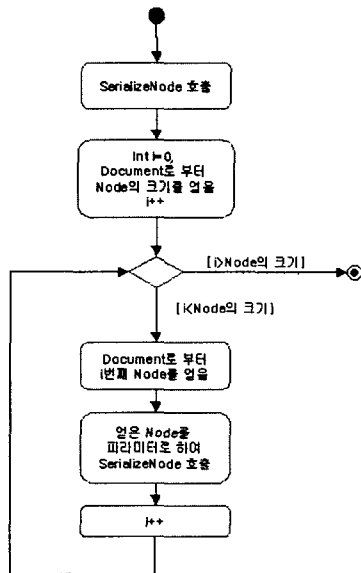 SerializeNode 호출
Int i=0,
Document로 부터
Node의 크기를 얻음
i++
[i>Node의 크기]
[i<Node의 크기]
Document로 부터
i번째 Node를 얻음
얻은 Node를
파라미터로 하여
SerializeNode 호출
i++